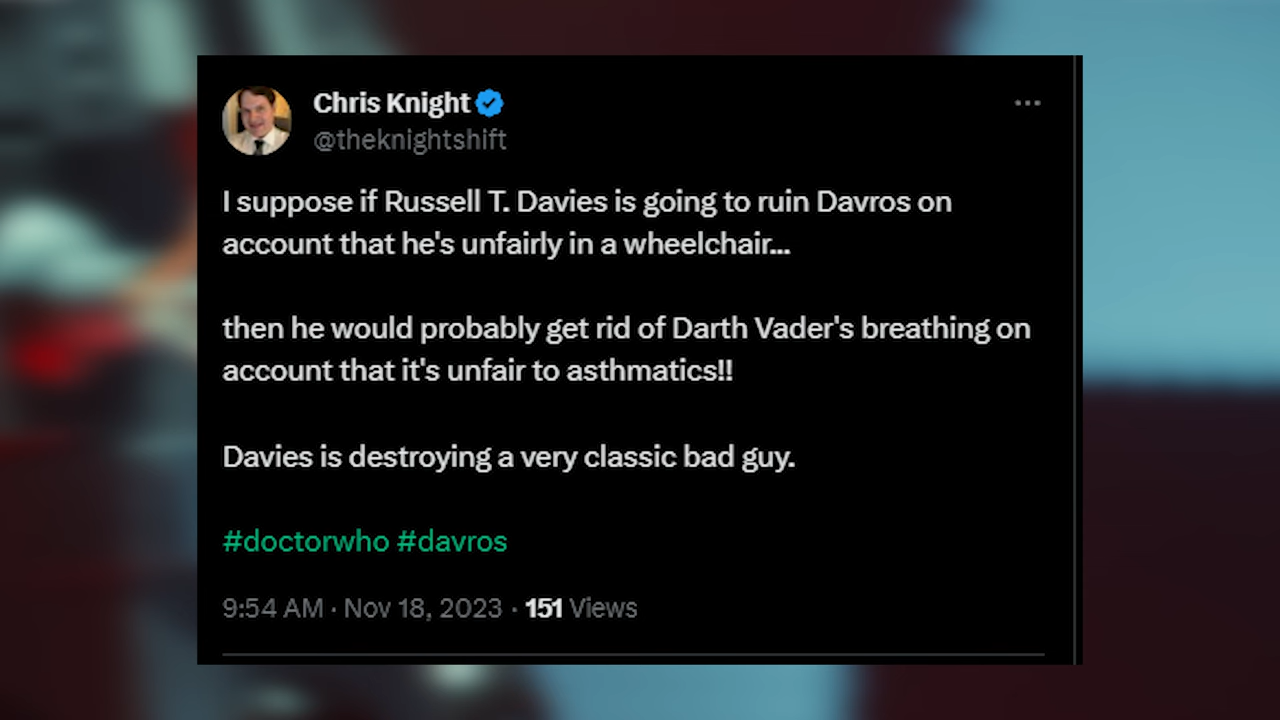 Chris Knight
@theknightshift
I suppose if Russell T. Davies is going to ruin Davros on
account that he's unfairly in a wheelchair...
then he would probably get rid of Darth Vader's breathing on
account that it's unfair to asthmatics!!
Davies is destroying a very classic bad guy.
#doctorwho #davros
9:54 AM · Nov 18, 2023 · 151 Views